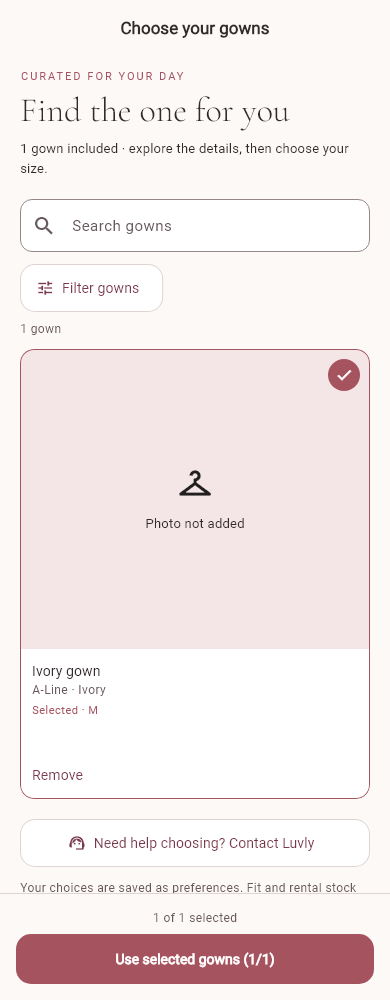 Choose your gowns
CURATED FOR YOUR DAY
Find the one for you
1 gown included · explore the details, then choose your
size.
Search gowns
Filter gowns
1 gown
Photo not added
Ivory gown
A-Line · Ivory
Selected · M
Remove
Need help choosing? Contact Luvly
Your choices are saved as preferences. Fit and rental stock
1 of 1 selected
Use selected gowns (1/1)